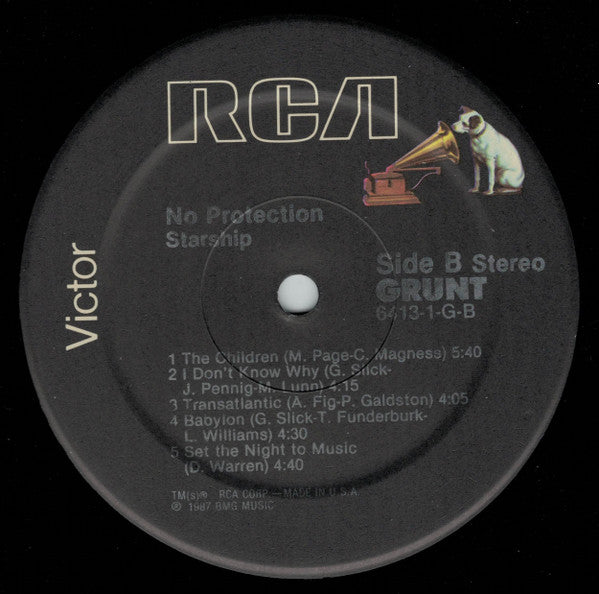 RCA
Victor
No Protection
Starship
Side B Stereo
GRUNT
6413-1-G-B
1 The Children (M. Page-C. Magness) 5:40
2 I Don't Know Why (G. Slick-
J. Pennig-M. Lunn) 4:15
3 Transatlantic (A. Fig-P. Galdston) 4:05
4 Babylon (G. Slick-T. Funderburk-
L. Williams) 4:30
5 Set the Night to Music
(D. Warren) 4:40
TM(s)® RCA CORP.—MADE IN U.S.A
℗ 1987 BMG MUSIC